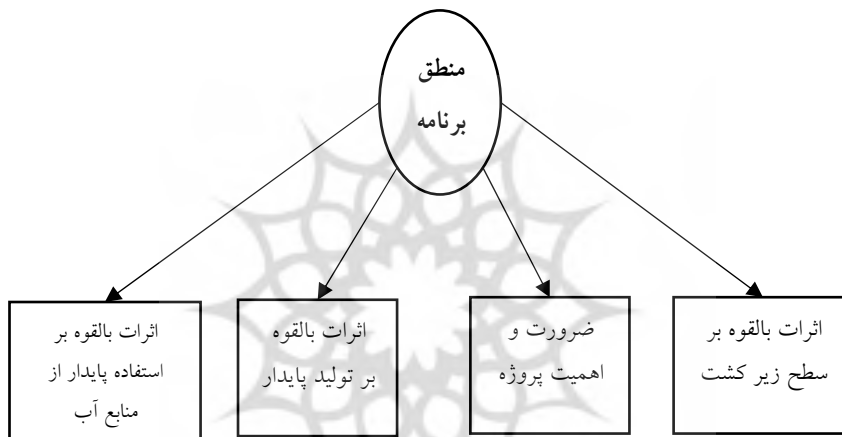 منطق
برنامه
اثرات بالقوه بر
سطح زیر کشت
ضرورت و
اهمیت پروژه
اثرات بالقوه
بر تولید پایدار
اثرات بالقوه بر
استفاده پایدار از
منابع آب